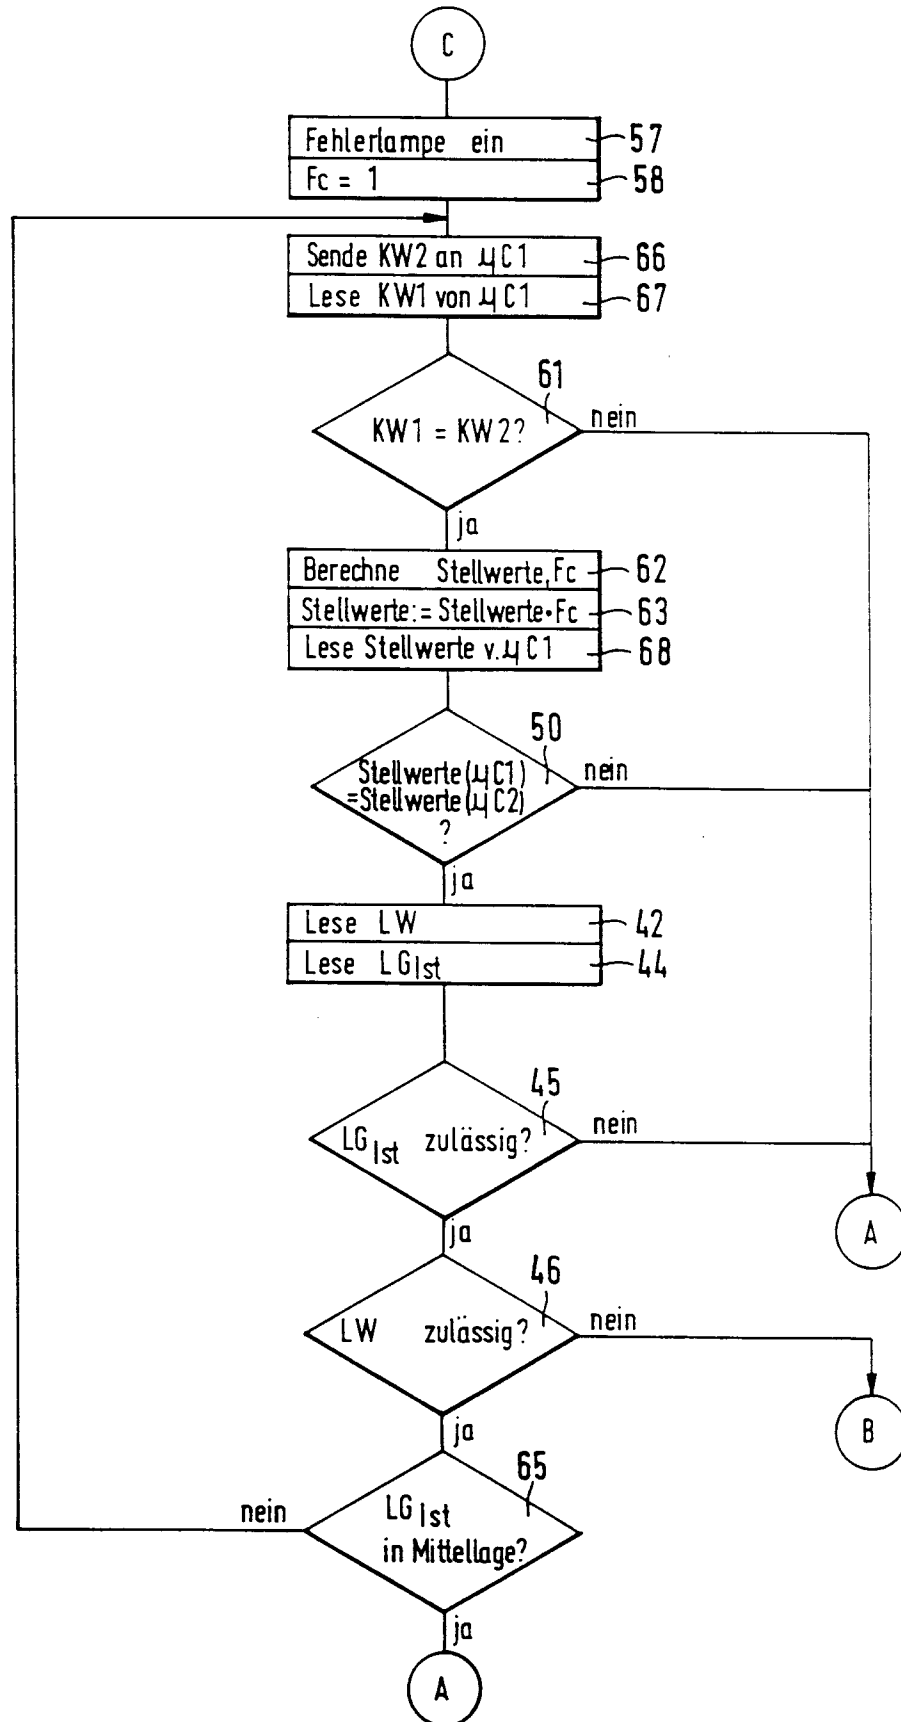 C
Fehlerlampe ein 57
Fc = 1 58
Sende KW2 an μC1 66
Lese KW1 von μC1 67
61
KW1 = KW2?
nein
ja
Berechne Stellwerte, Fc 62
Stellwerte:= Stellwerte·Fc 63
Lese Stellwerte v. μC1 68
50
Stellwerte(μC1)
=Stellwerte(μC2)
?
nein
ja
Lese LW 42
Lese LGIst 44
45
LGIst zulässig?
nein
ja
A
46
LW zulässig?
nein
ja
B
65
LGIst
in Mittellage?
nein
ja
A